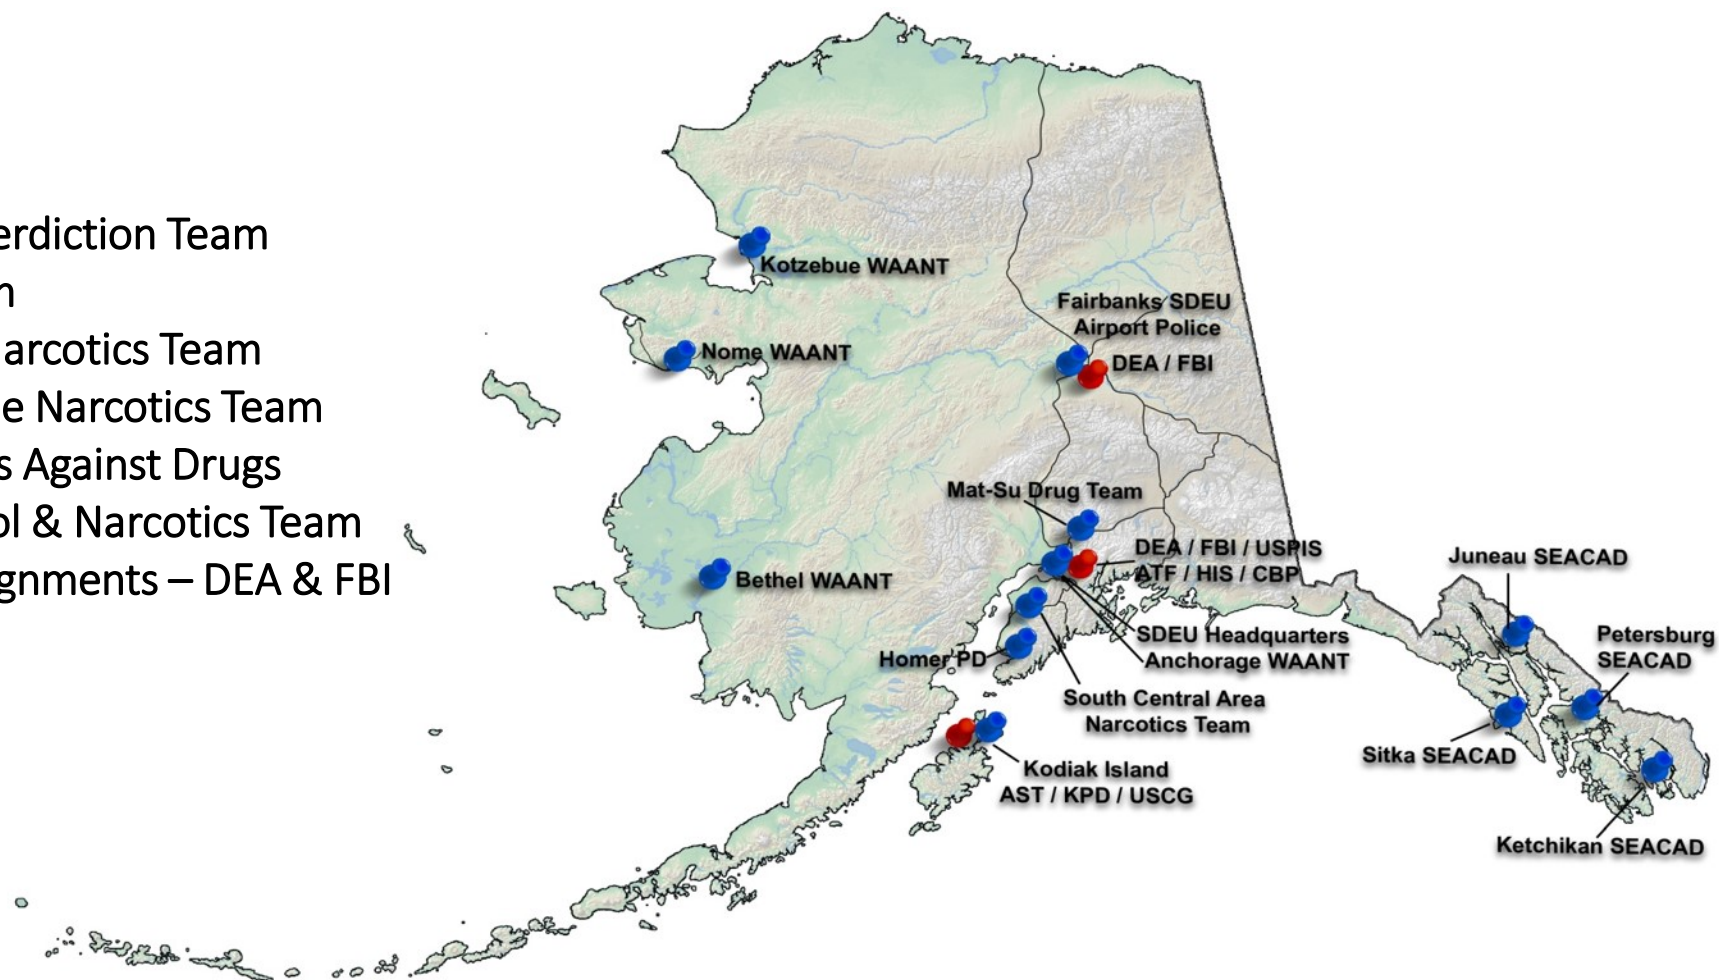 erdiction Team
n
arcotics Team
e Narcotics Team
s Against Drugs
ol & Narcotics Team
gnments – DEA & FBI
Kotzebue WAANT
Fairbanks SDEU
Airport Police
DEA / FBI
Nome WAANT
Mat-Su Drug Team
DEA / FBI / USPIS
ATF / HIS / CBP
Bethel WAANT
SDEU Headquarters
Anchorage WAANT
Homer PD
South Central Area
Narcotics Team
Kodiak Island
AST / KPD / USCG
Juneau SEACAD
Petersburg
SEACAD
Sitka SEACAD
Ketchikan SEACAD